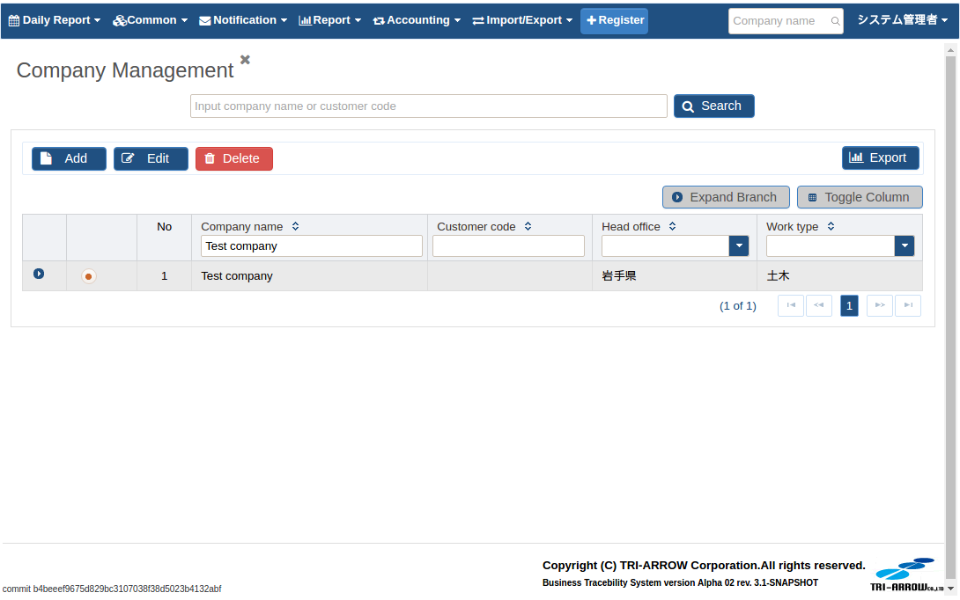 Daily Report Common Notification Report Accounting Import/Export Register Company name システム管理者
Company Management
Input company name or customer code Search
Add Edit Delete Export
Expand Branch Toggle Column
No Company name Customer code Head office Work type
Test company
1 Test company 岩手県 土木
(1 of 1) 1
Copyright (C) TRI-ARROW Corporation.All rights reserved.
Business Tracebility System version Alpha 02 rev. 3.1-SNAPSHOT
TRI-ARROW CO.,LTD
commit b4beeef9675d829bc3107038f38d5023b4132abf